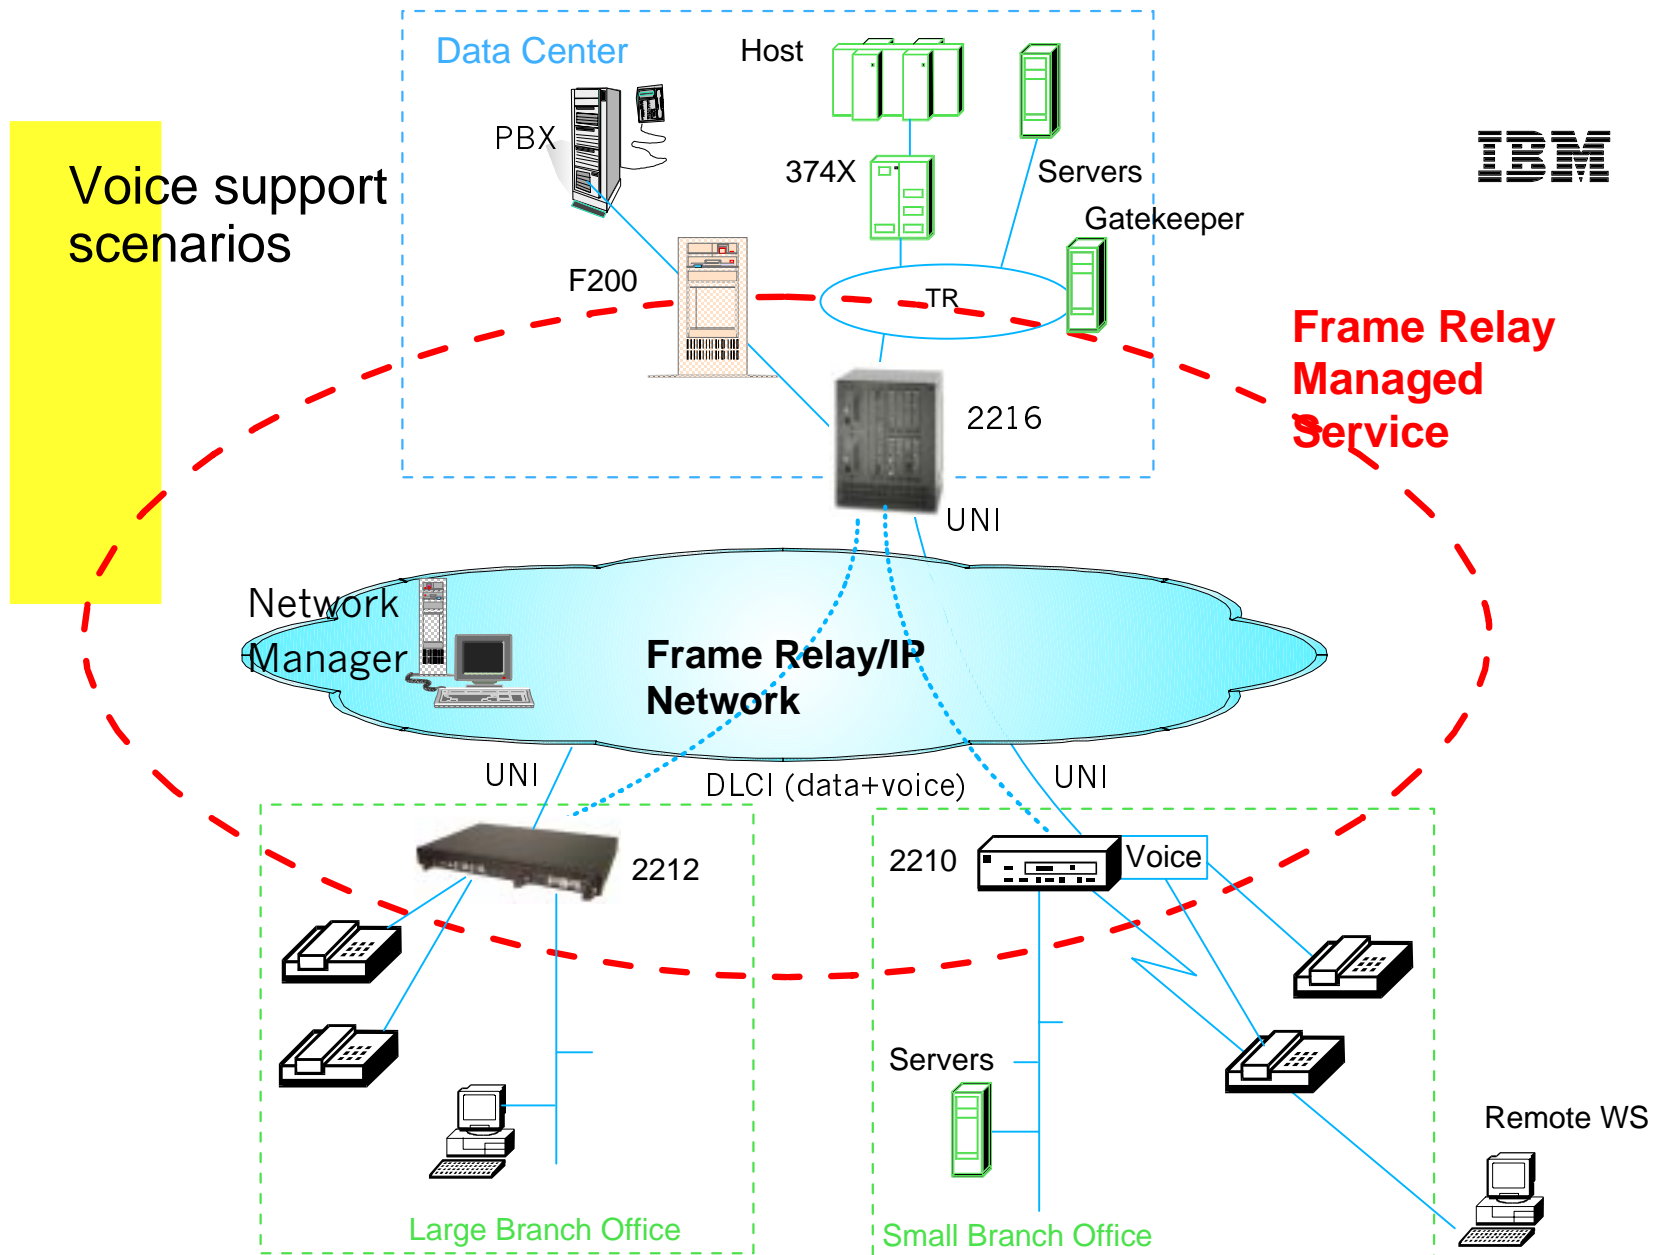 Data Center
Host
PBX
374X
Servers
Gatekeeper
IBM
Voice support
scenarios
F200
TR
Frame Relay
Managed
Service
2216
UNI
Network
Manager
Frame Relay/IP
Network
UNI
DLCI (data+voice)
UNI
2212
2210
Voice
Servers
Remote WS
Large Branch Office
Small Branch Office